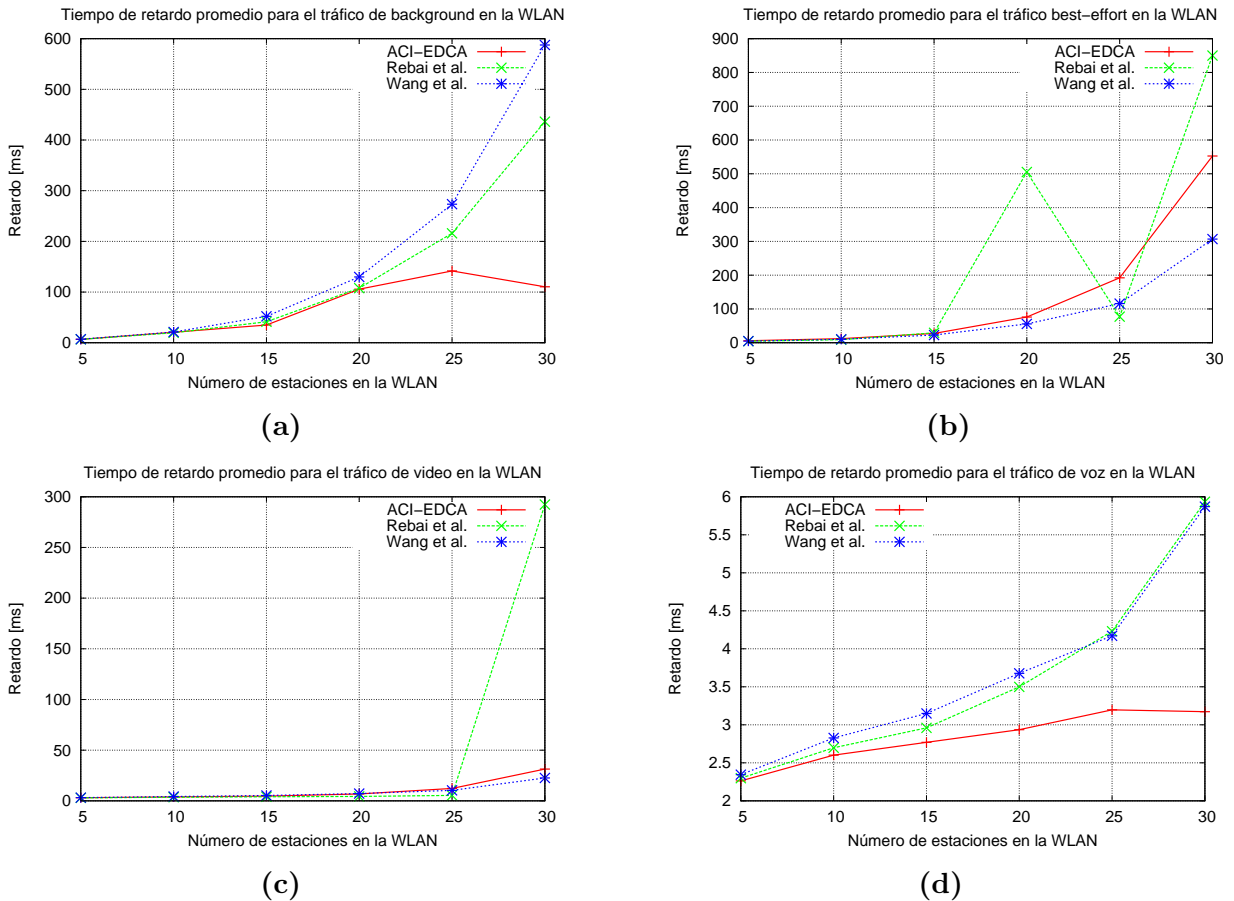 Tiempo de retardo promedio para el tráfico de background en la WLAN
600
500
400
300
200
100
0
5
10
15
20
25
30
Retardo [ms]
Número de estaciones en la WLAN
ACI−EDCA
Rebai et al.
Wang et al.
(a)
Tiempo de retardo promedio para el tráfico best−effort en la WLAN
900
800
700
600
500
400
300
200
100
0
5
10
15
20
25
30
Retardo [ms]
Número de estaciones en la WLAN
ACI−EDCA
Rebai et al.
Wang et al.
(b)
Tiempo de retardo promedio para el tráfico de video en la WLAN
300
250
200
150
100
50
0
5
10
15
20
25
30
Retardo [ms]
Número de estaciones en la WLAN
ACI−EDCA
Rebai et al.
Wang et al.
(c)
Tiempo de retardo promedio para el tráfico de voz en la WLAN
6
5.5
5
4.5
4
3.5
3
2.5
2
5
10
15
20
25
30
Retardo [ms]
Número de estaciones en la WLAN
ACI−EDCA
Rebai et al.
Wang et al.
(d)